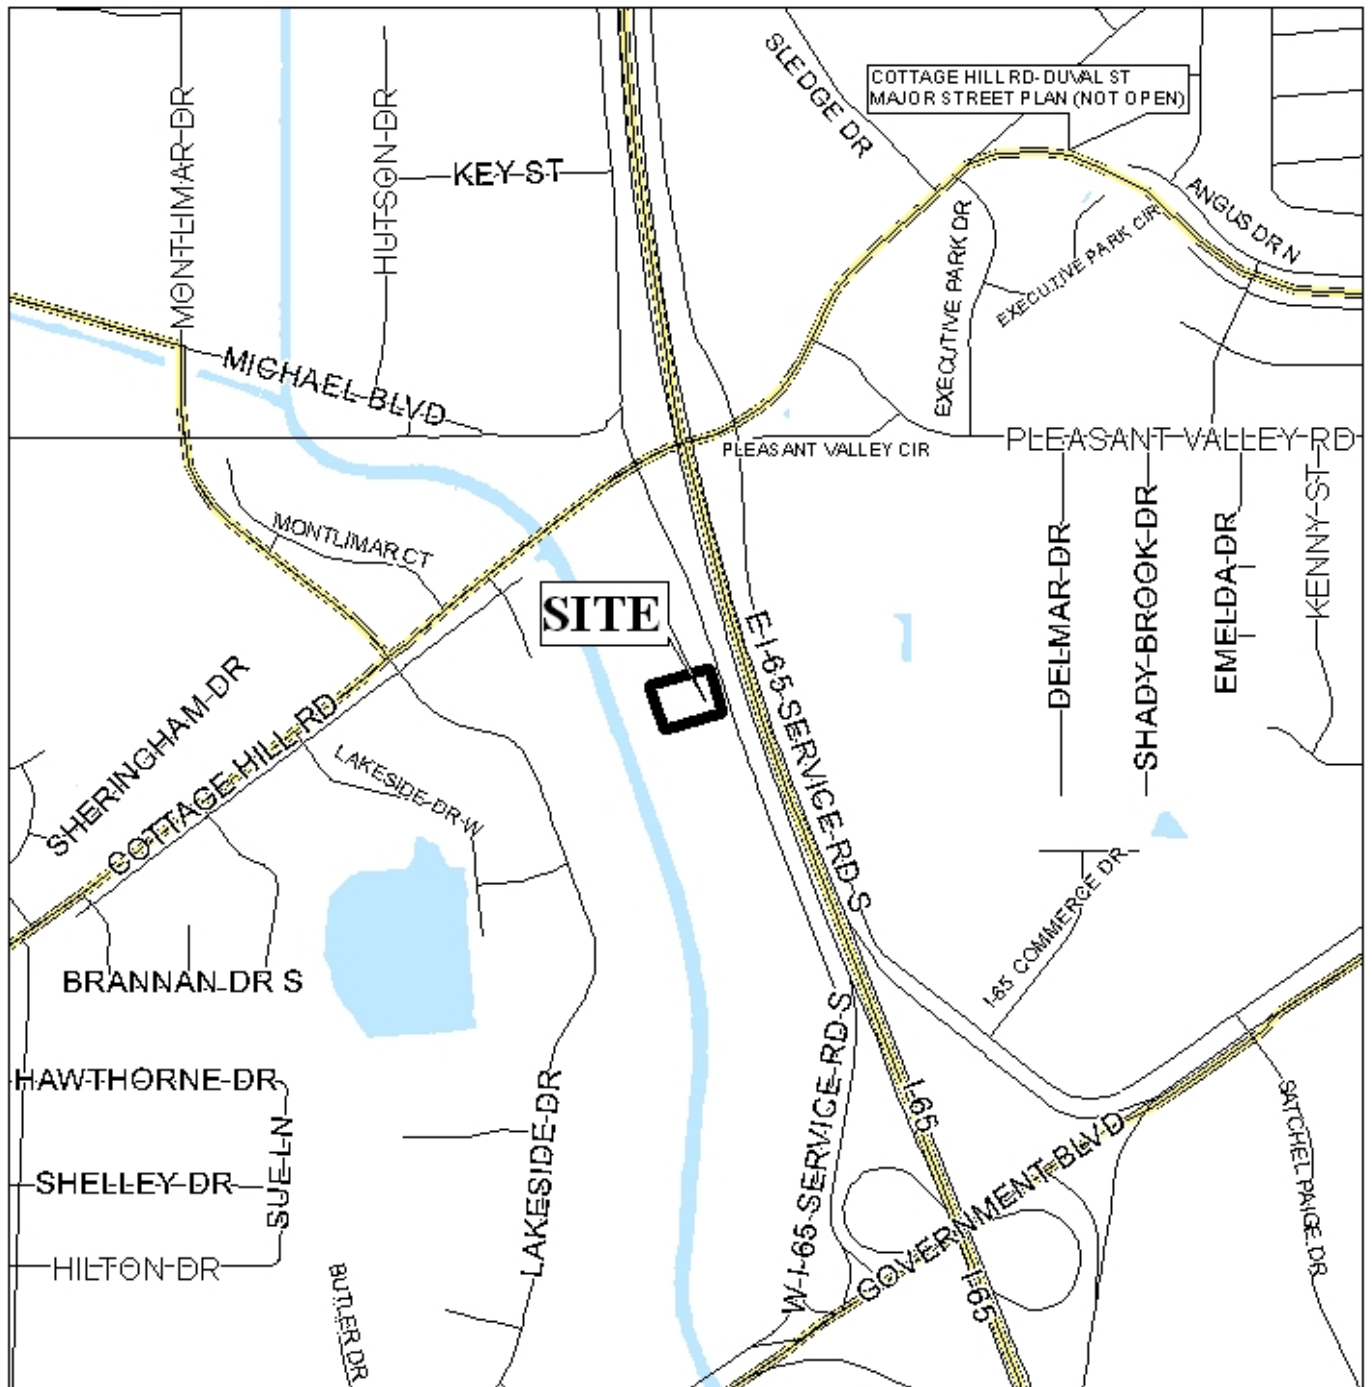 SLEDGE DR
COTTAGE HILL RD-DUVAL ST
MAJOR STREET PLAN (NOT OPEN)
MONTLIMAR DR
HUTSON DR
KEY ST
ANGUS DR N
EXECUTIVE PARK DR
EXECUTIVE PARK CIR
MICHAEL BLVD
PLEASANT VALLEY CIR
PLEASANT VALLEY RD
MONTLIMAR CT
DELMAR DR
SHADY BROOK DR
EMELDA DR
KENNY ST
SITE
E I-65 SERVICE RD S
SHERINGHAM DR
COTTAGE HILL RD
LAKESIDE DR W
I-65 COMMERCE DR
BRANNAN DR S
W I-65 SERVICE RD S
HAWTHORNE DR
SUE LN
LAKESIDE DR
I-65
GOVERNMENT BLVD
SATCHEL PAIGE DR
SHELLEY DR
HILTON DR
BUTLER DR
I-65